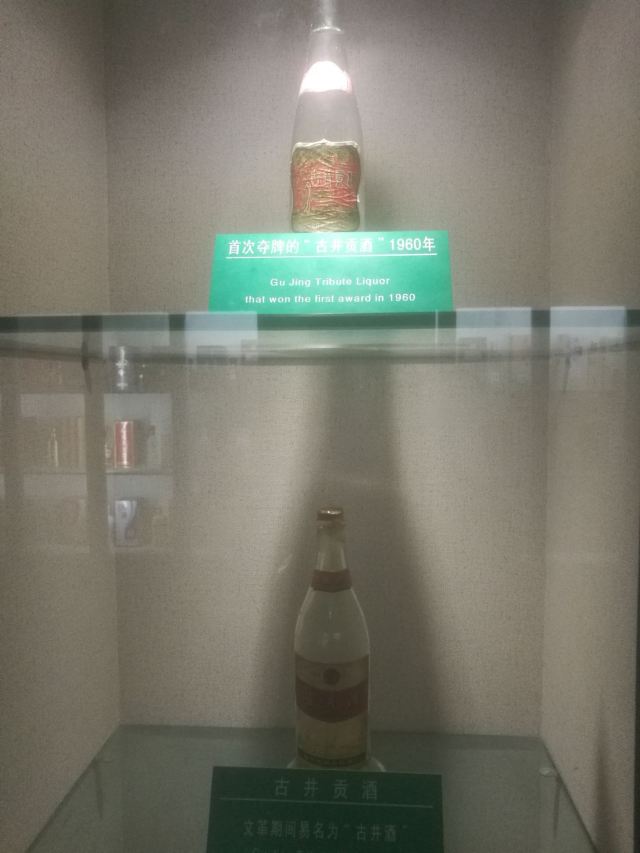 首次夺牌的"古井贡酒"1960年
Gu Jing Tribute Liquor
that won the first award in 1960
古井贡酒
文革期间易名为"古井酒"